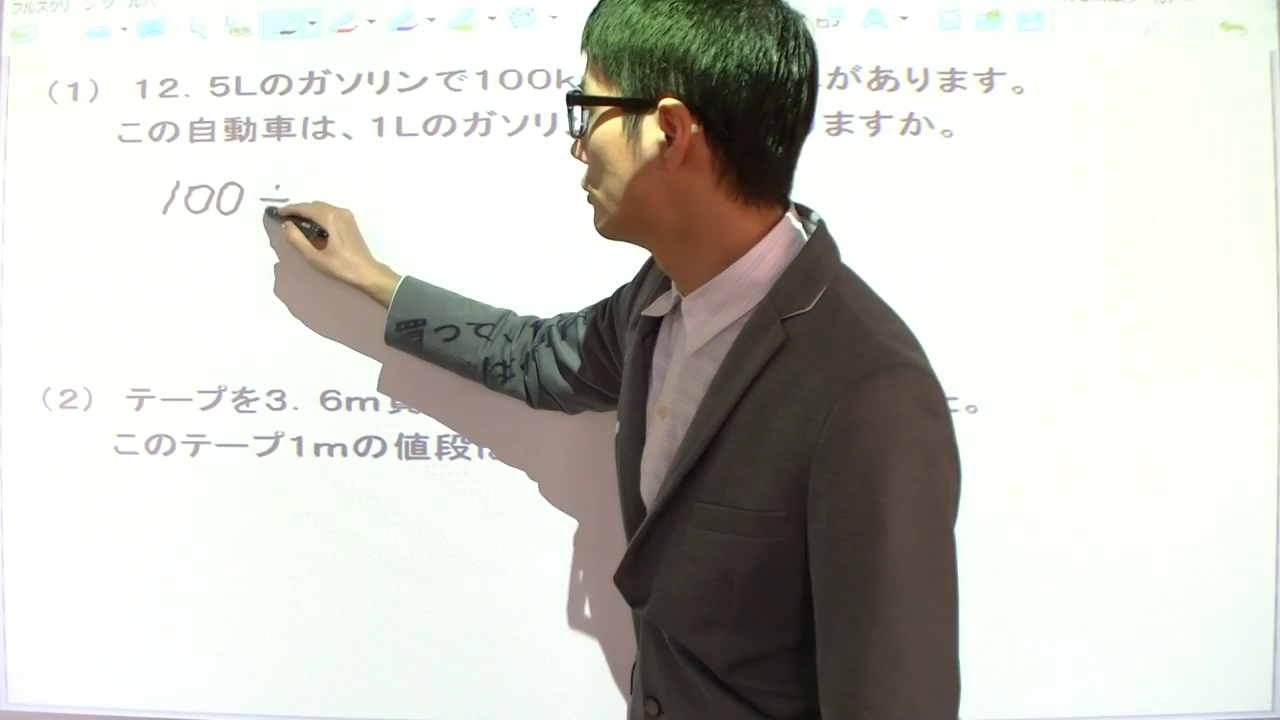 フルスクリーン ツールバ
(1) 12.5Lのガソリンで100k があります。
この自動車は、1Lのガソリ りますか。
100÷
(2) テープを3.6m買 。
このテープ1mの値段は